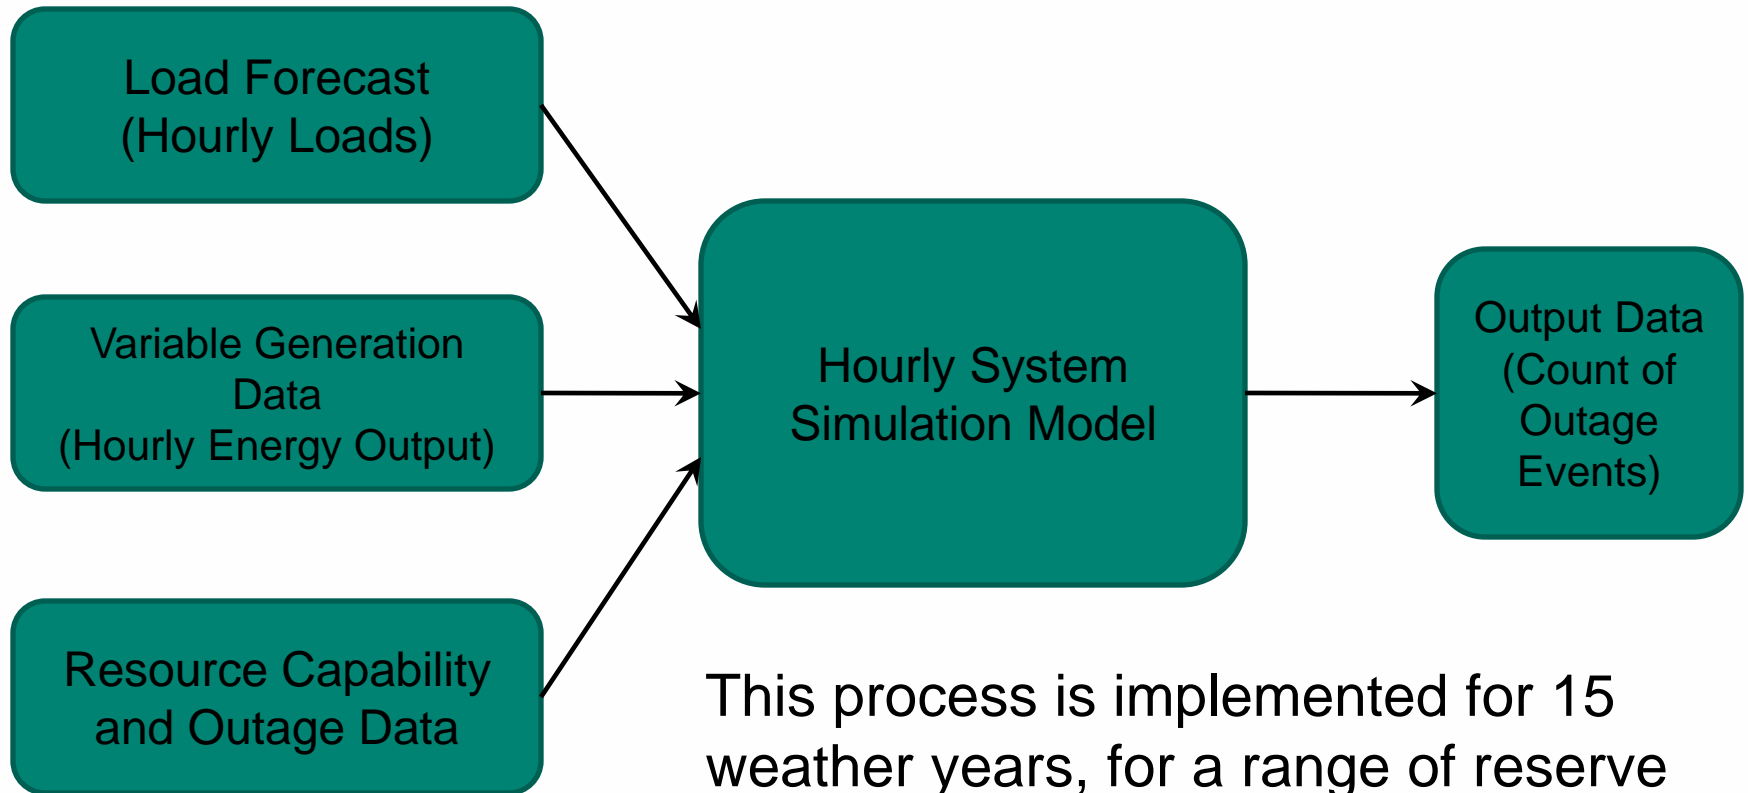 Load Forecast
(Hourly Loads)
Variable Generation
Data
(Hourly Energy Output)
Resource Capability
and Outage Data
Hourly System
Simulation Model
Output Data
(Count of
Outage
Events)
This process is implemented for 15
weather years, for a range of reserve